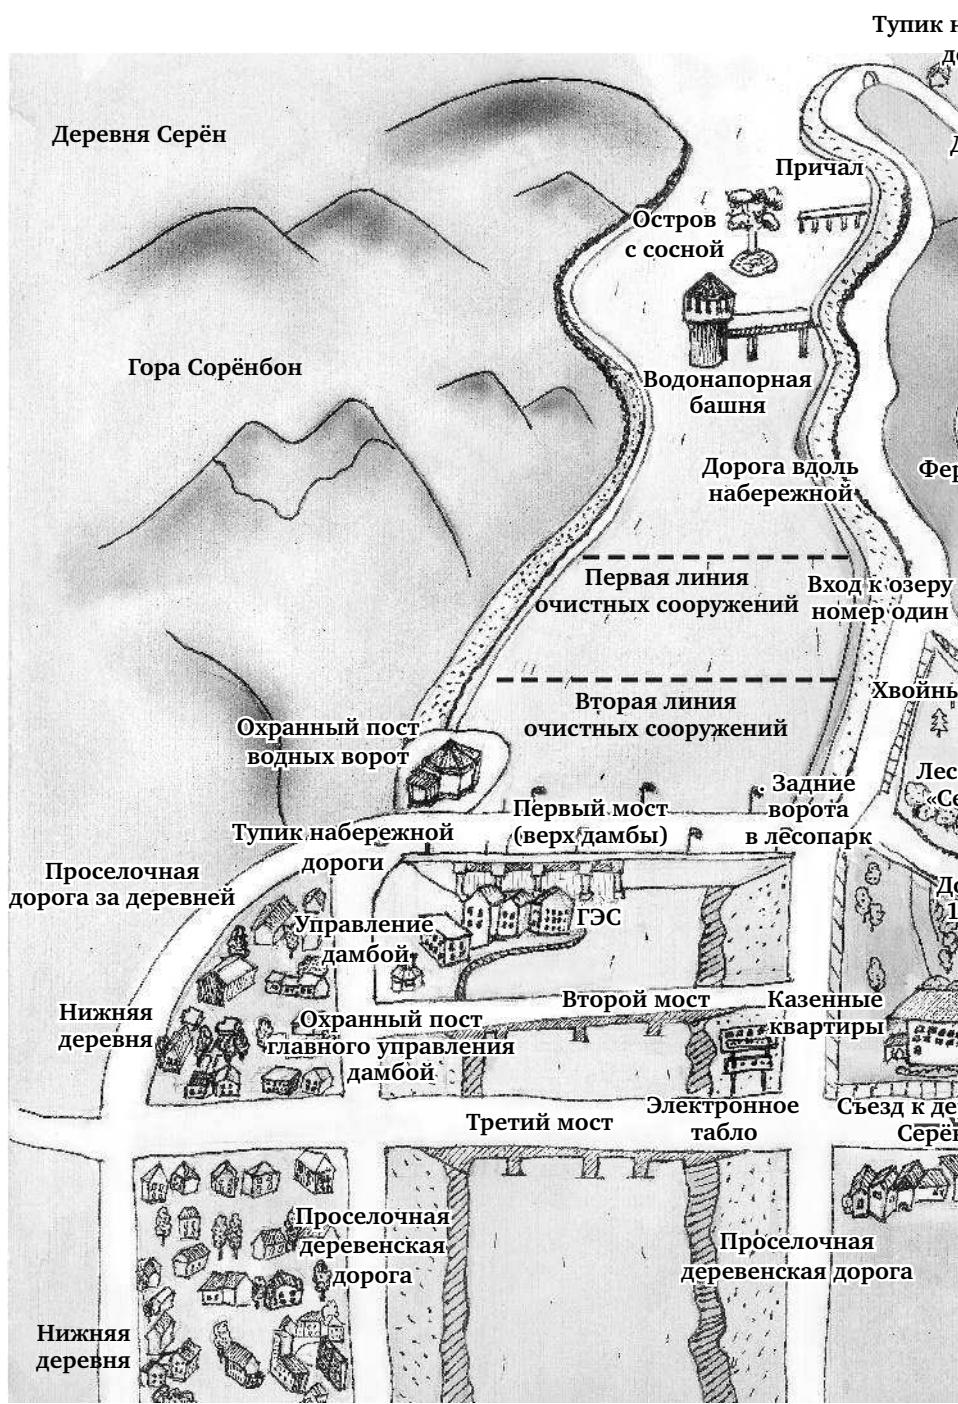 Тупик
Деревня Серён
Причал
Остров
с сосной
Гора Сорёнбон
Водонапорная
башня
Дорога вдоль
набережной
Первая линия
очистных сооружений
Вход к озеру
номер один
Вторая линия
очистных сооружений
Охранный пост
водных ворот
Задние
ворота
в лесопарк
Первый мост
(верх дамбы)
Тупик набережной
дороги
Проселочная
дорога за деревней
Управление
дамбой
ГЭС
Второй мост
Казенные
квартиры
Нижняя
деревня
Охранный пост
главного управления
дамбой
Третий мост
Электронное
табло
Съезд к
Проселочная
деревенская
дорога
Проселочная
деревенская дорога
Нижняя
деревня